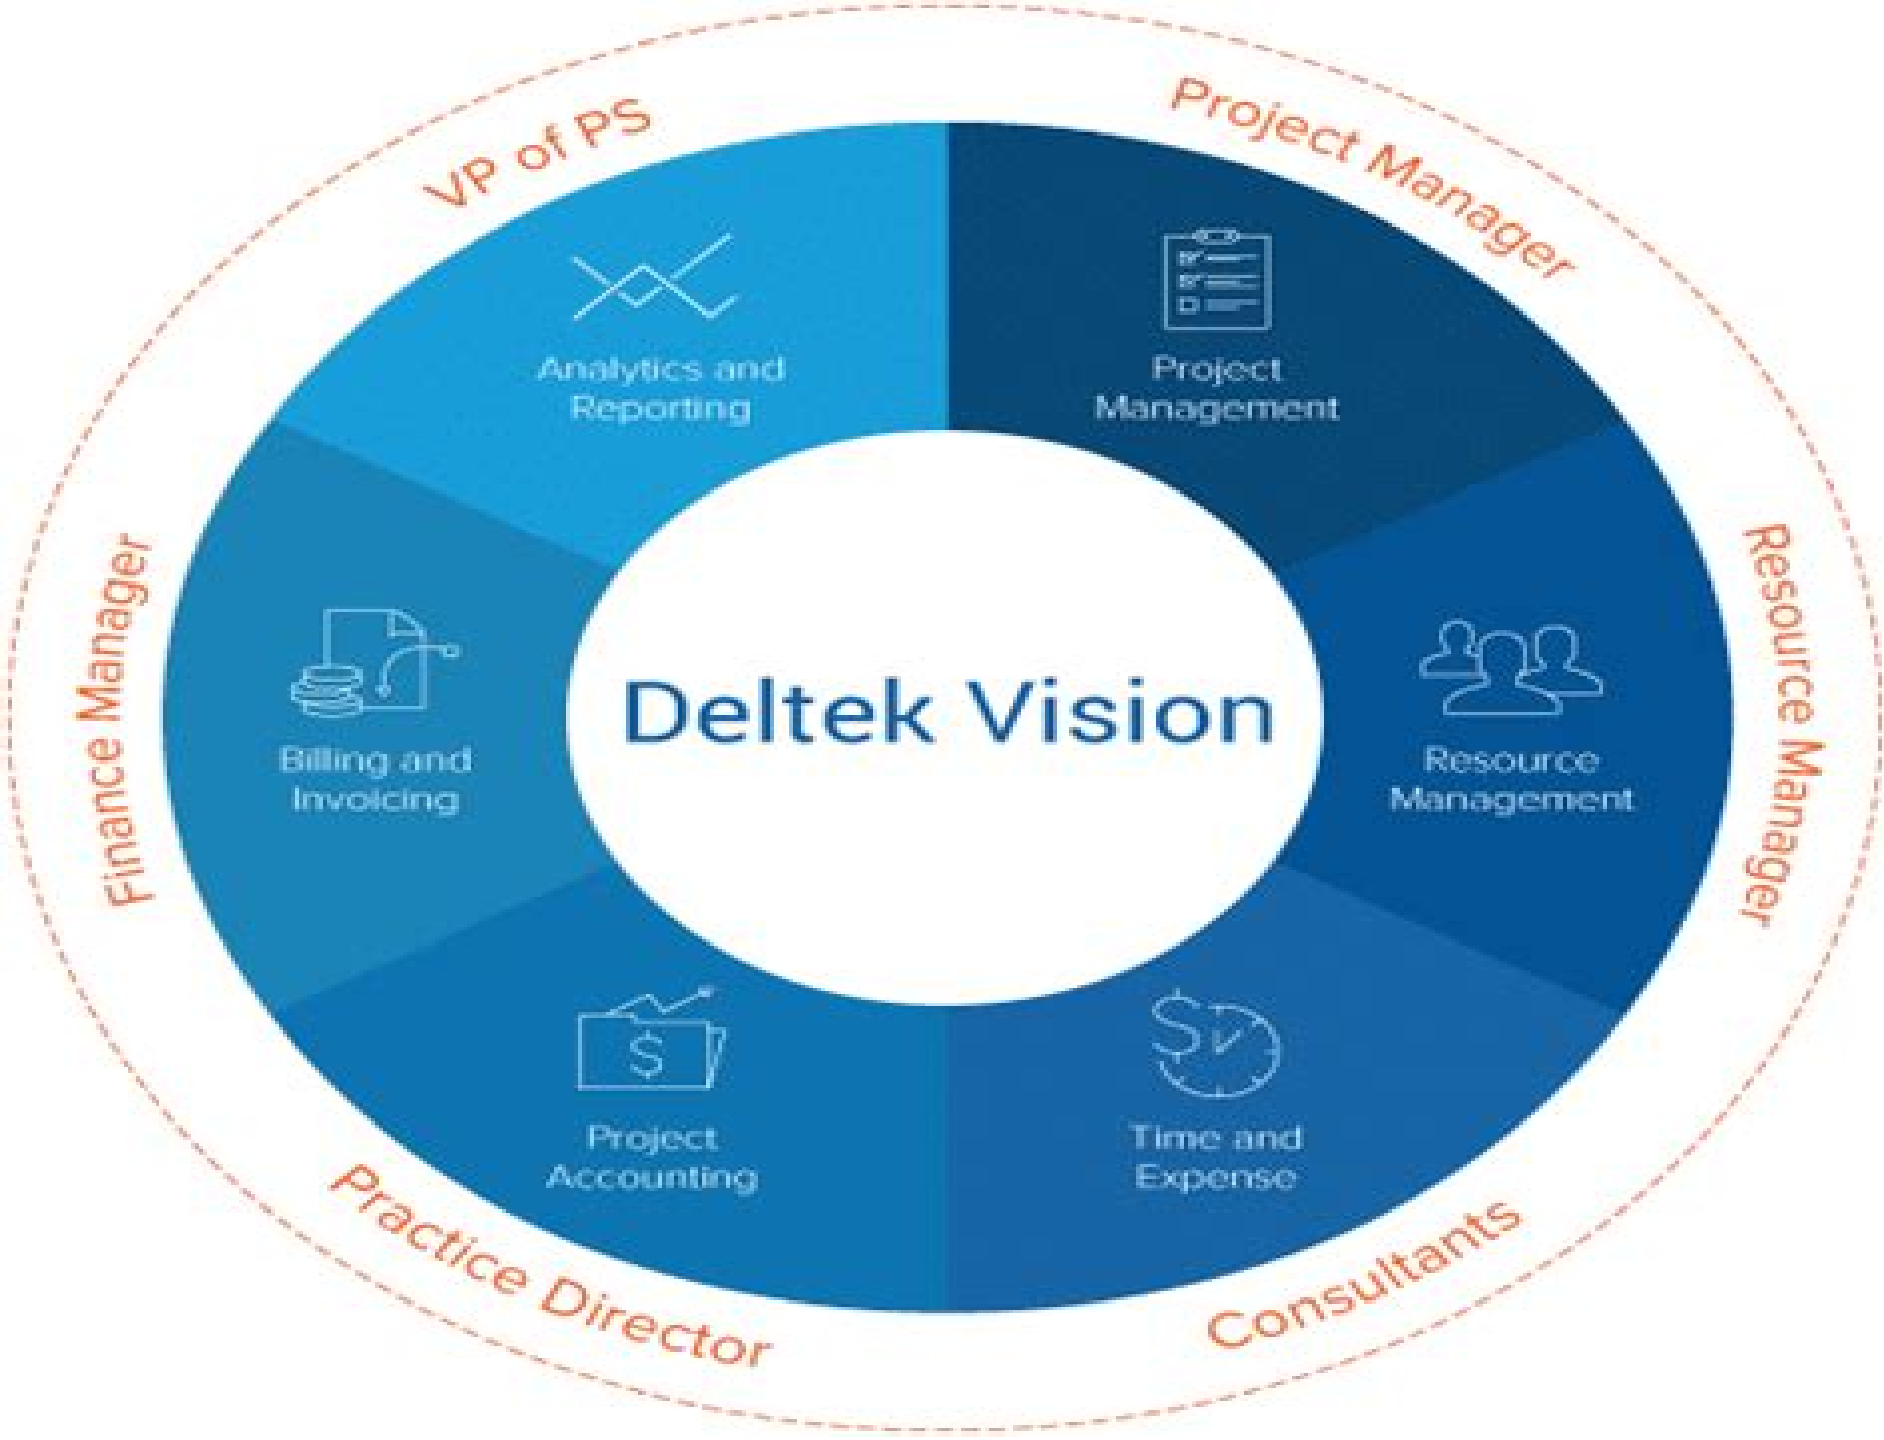 VP of PS
Project Manager
Analytics and
Reporting
Project
Management
Finance Manager
Billing and
Invoicing
Deltek Vision
Resource
Management
Resource Manager
Project
Accounting
Time and
Expense
Practice Director
Consultants